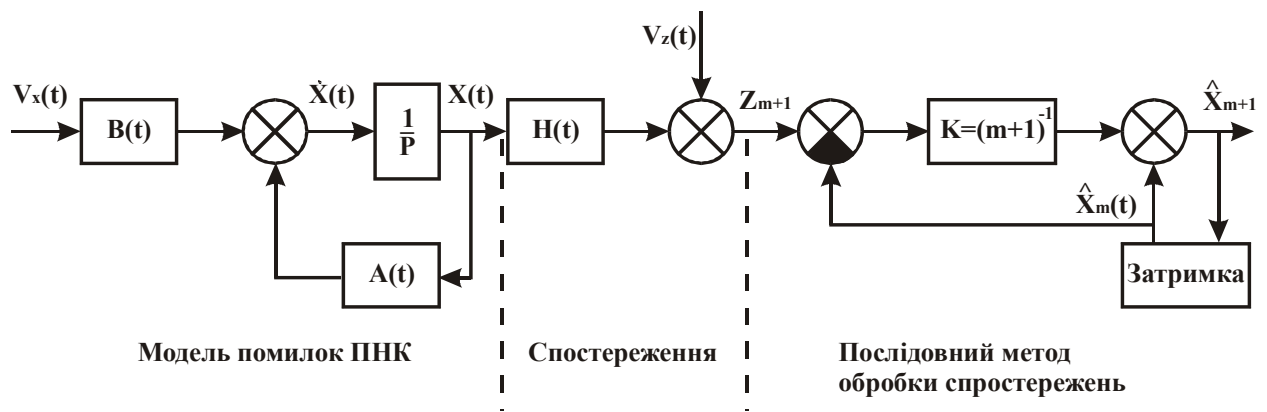 Vx(t)
B(t)
Ẋ(t)
1
P
X(t)
H(t)
Vz(t)
Zm+1
K=(m+1)-1
X̂m+1
X̂m(t)
A(t)
Затримка
Модель помилок ПНК
Спостереження
Послідовний метод
обробки спростережень